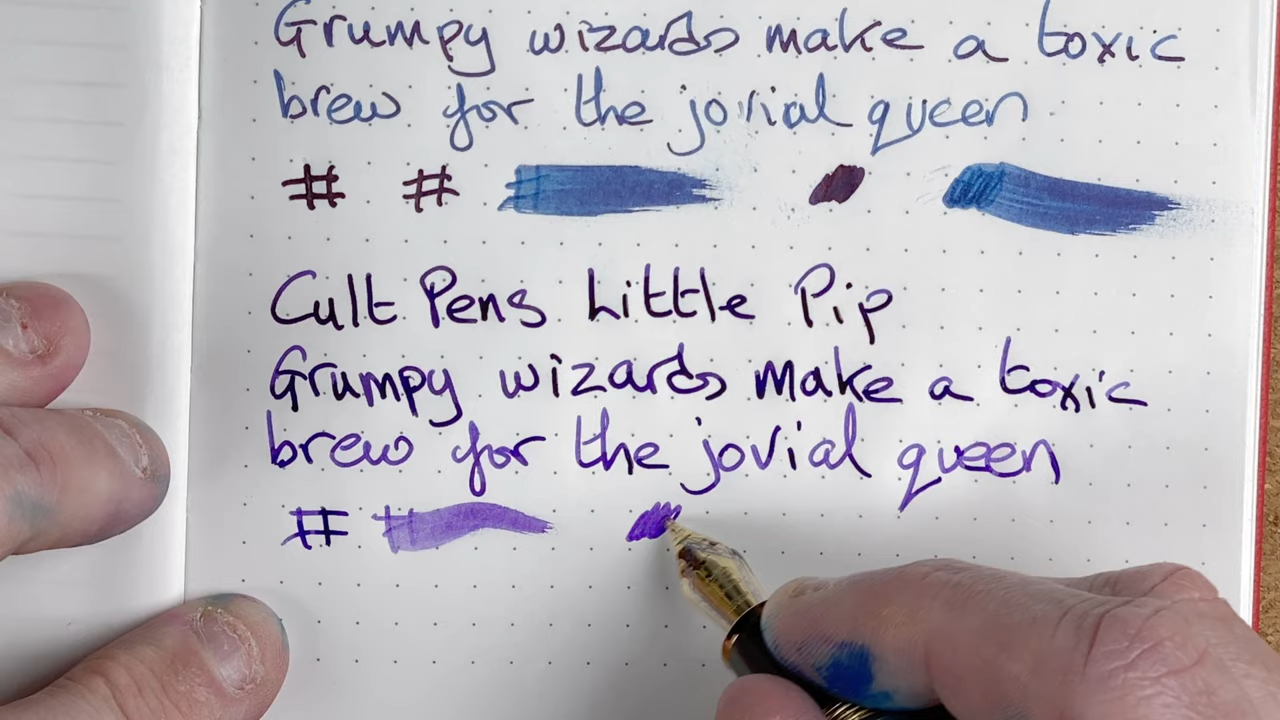 Grumpy wizards make a toxic
brew for the jovial queen
# #
Cult Pens Little Pip
Grumpy wizards make a toxic
brew for the jovial queen
# #